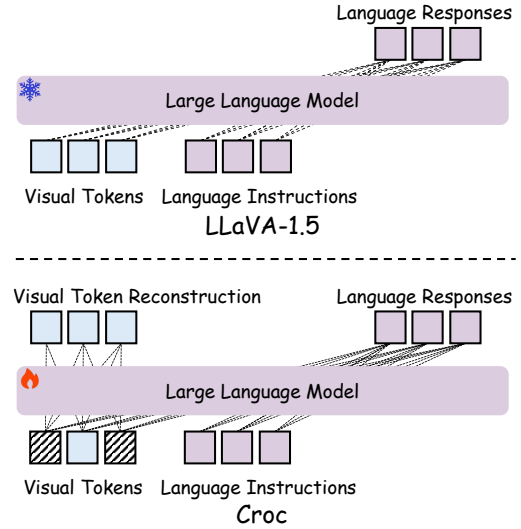 Language Responses
Large Language Model
Visual Tokens Language Instructions
LLaVA-1.5
Visual Token Reconstruction Language Responses
Large Language Model
Visual Tokens Language Instructions
Croc